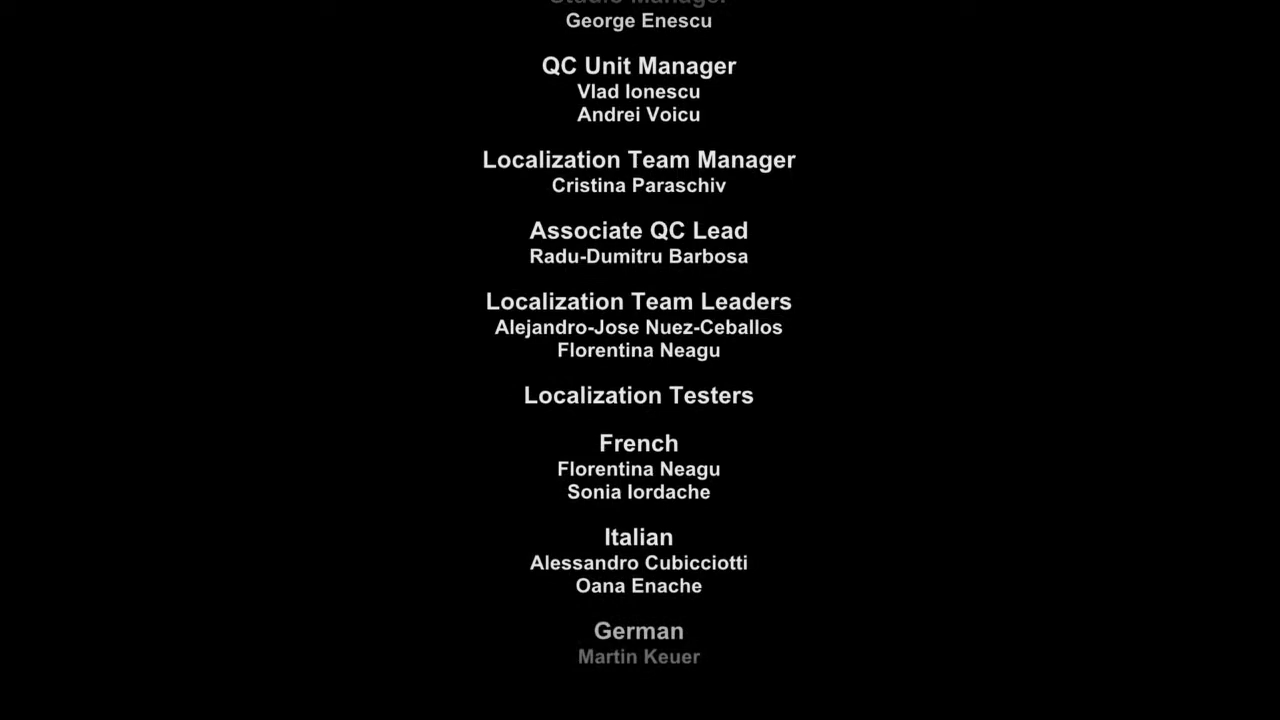 Studio Manager
George Enescu
QC Unit Manager
Vlad Ionescu
Andrei Voicu
Localization Team Manager
Cristina Paraschiv
Associate QC Lead
Radu-Dumitru Barbosa
Localization Team Leaders
Alejandro-Jose Nuez-Ceballos
Florentina Neagu
Localization Testers
French
Florentina Neagu
Sonia Iordache
Italian
Alessandro Cubicciotti
Oana Enache
German
Martin Keuer